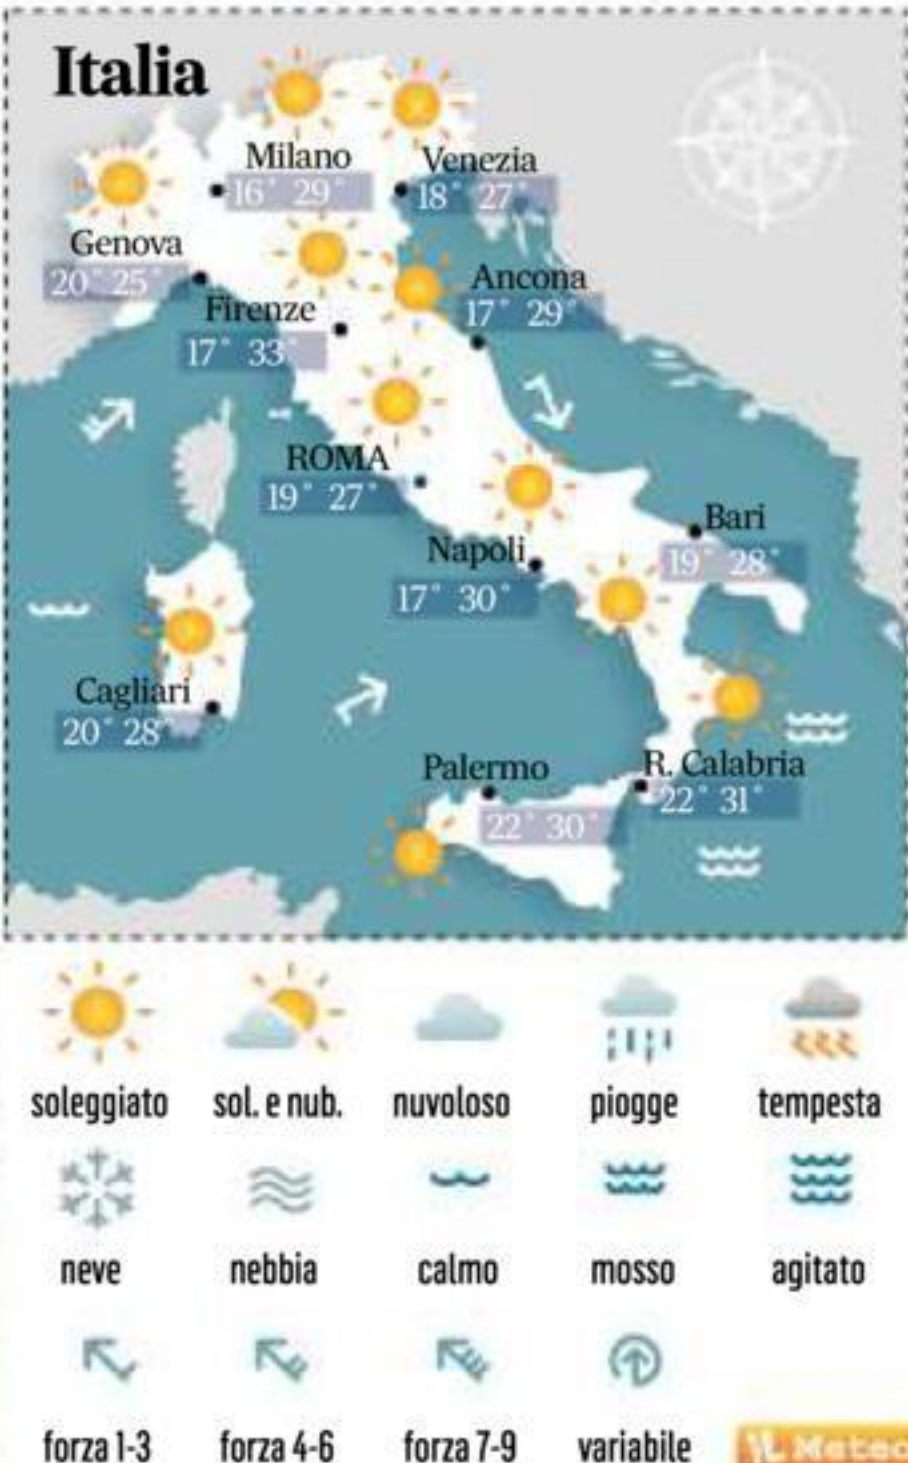 Italia
Milano
16° 29°
Venezia
18° 27°
Genova
20° 25°
Ancona
17° 29°
Firenze
17° 33°
ROMA
19° 27°
Bari
19° 28°
Napoli
17° 30°
Cagliari
20° 28°
Palermo
22° 30°
R. Calabria
22° 31°
soleggiato sol. e nub. nuvoloso piogge tempesta
neve nebbia calmo mosso agitato
forza 1-3 forza 4-6 forza 7-9 variabile